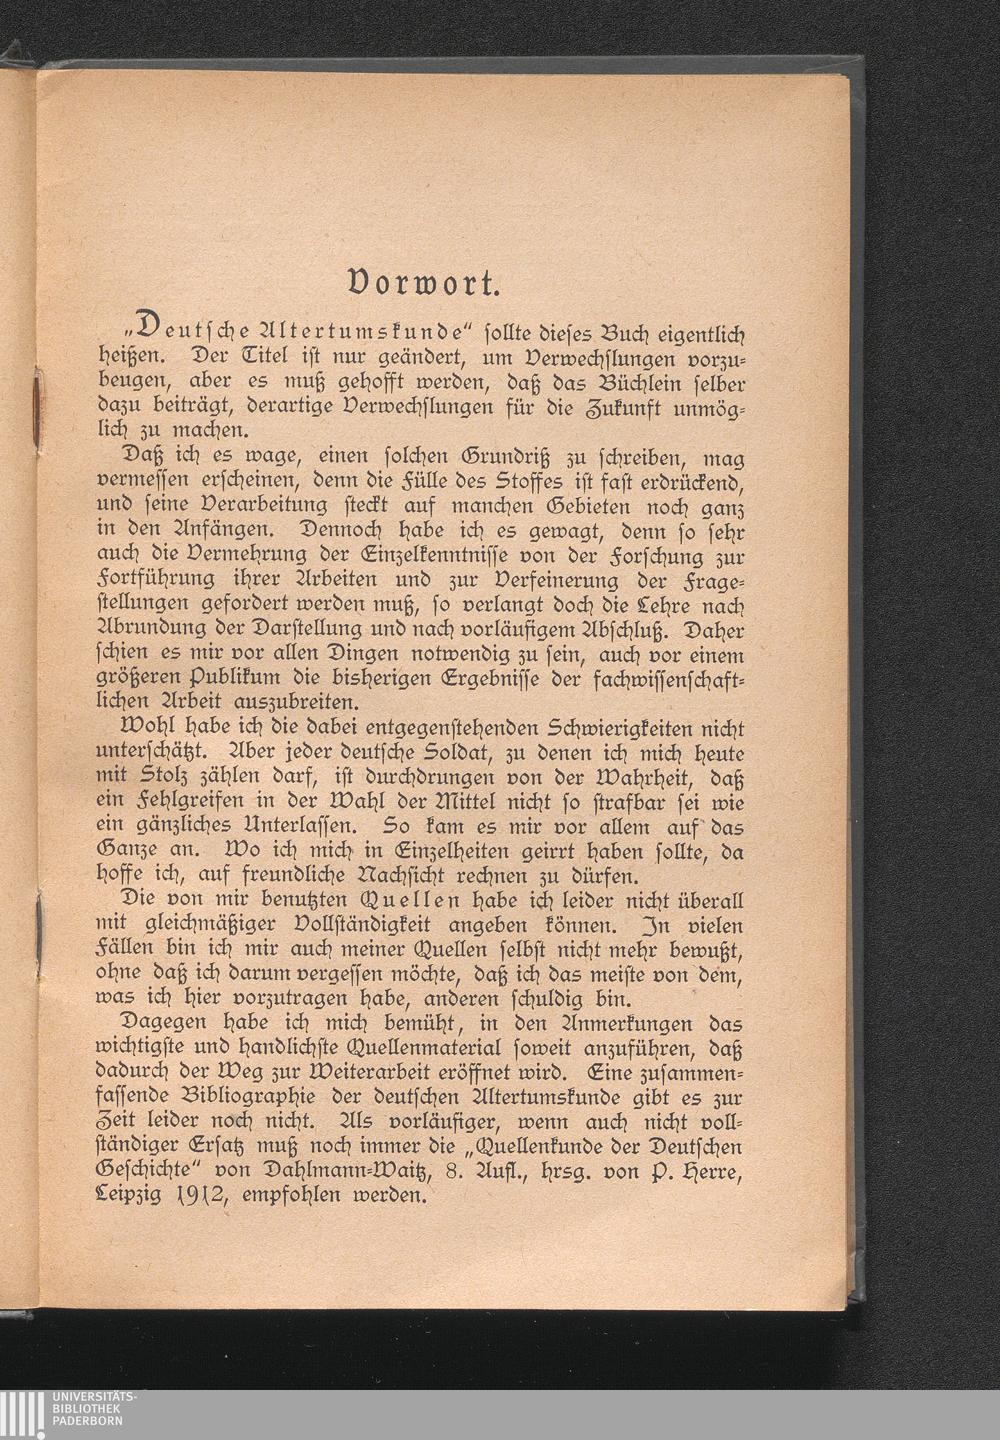 Vorwort.
„Deutsche Altertumskunde“ sollte dieses Buch eigentlich
heißen. Der Titel ist nur geändert, um Verwechslungen vorzu-
beugen, aber es muß gehofft werden, daß das Büchlein selber
dazu beiträgt, derartige Verwechslungen für die Zukunft unmög-
lich zu machen.
Daß ich es wage, einen solchen Grundriß zu schreiben, mag
vermessen erscheinen, denn die Fülle des Stoffes ist fast erdrückend,
und seine Verarbeitung steckt auf manchen Gebieten noch ganz
in den Anfängen. Dennoch habe ich es gewagt, denn so sehr
auch die Vermehrung der Einzelkenntnisse von der Forschung zur
Fortführung ihrer Arbeiten und zur Verfeinerung der Frage-
stellungen gefordert werden muß, so verlangt doch die Lehre nach
Abrundung der Darstellung und nach vorläufigem Abschluß. Daher
schien es mir vor allen Dingen notwendig zu sein, auch vor einem
größeren Publikum die bisherigen Ergebnisse der fachwissenschaft-
lichen Arbeit auszubreiten.
Wohl habe ich die dabei entgegenstehenden Schwierigkeiten nicht
unterschätzt. Aber jeder deutsche Soldat, zu denen ich mich heute
mit Stolz zählen darf, ist durchdrungen von der Wahrheit, daß
ein Fehlgreifen in der Wahl der Mittel nicht so strafbar sei wie
ein gänzliches Unterlassen. So kam es mir vor allem auf das
Ganze an. Wo ich mich in Einzelheiten geirrt haben sollte, da
hoffe ich, auf freundliche Nachsicht rechnen zu dürfen.
Die von mir benutzten Quellen habe ich leider nicht überall
mit gleichmäßiger Vollständigkeit angeben können. In vielen
Fällen bin ich mir auch meiner Quellen selbst nicht mehr bewußt,
ohne daß ich darum vergessen möchte, daß ich das meiste von dem,
was ich hier vorzutragen habe, anderen schuldig bin.
Dagegen habe ich mich bemüht, in den Anmerkungen das
wichtigste und handlichste Quellenmaterial soweit anzuführen, daß
dadurch der Weg zur Weiterarbeit eröffnet wird. Eine zusammen-
fassende Bibliographie der deutschen Altertumskunde gibt es zur
Zeit leider noch nicht. Als vorläufiger, wenn auch nicht voll-
ständiger Ersatz muß noch immer die „Quellenkunde der Deutschen
Geschichte“ von Dahlmann-Waitz, 8. Aufl., hrsg. von P. Herre,
Leipzig 1912, empfohlen werden.
UNIVERSITÄTS-
BIBLIOTHEK
PADERBORN